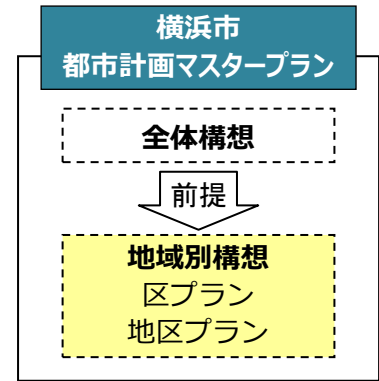 横浜市
都市計画マスタープラン
全体構想
前提
地域別構想
区プラン
地区プラン